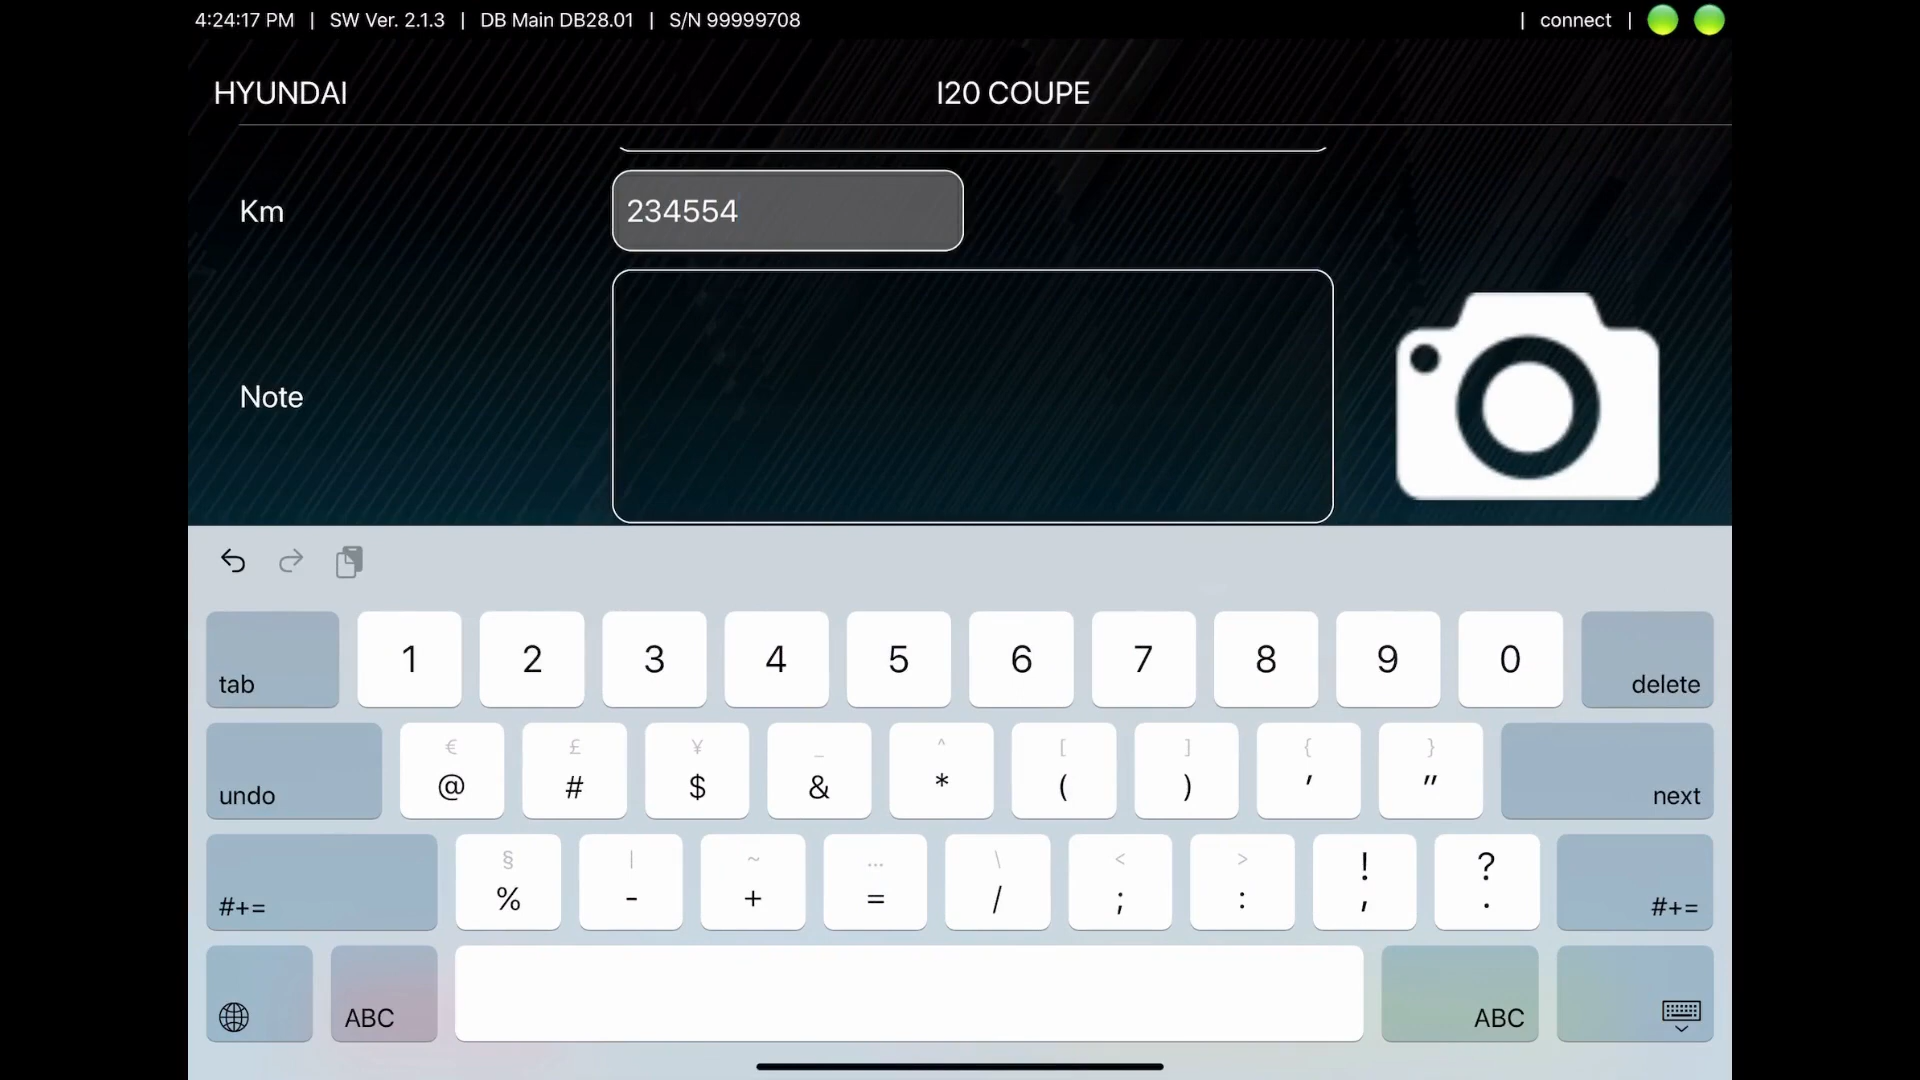 4:24:17 PM | SW Ver. 2.1.3 | DB Main DB28.01 | S/N 99999708 | connect |
HYUNDAI I20 COUPE
Km 234554
Note
tab 1 2 3 4 5 6 7 8 9 0 delete
€ £ ¥ _ ^ [ ] { }
undo @ # $ & * ( ) ' " next
§ | ~ … \ < > ! ?
#+= % - + = / ; : , . #+=
ABC ABC